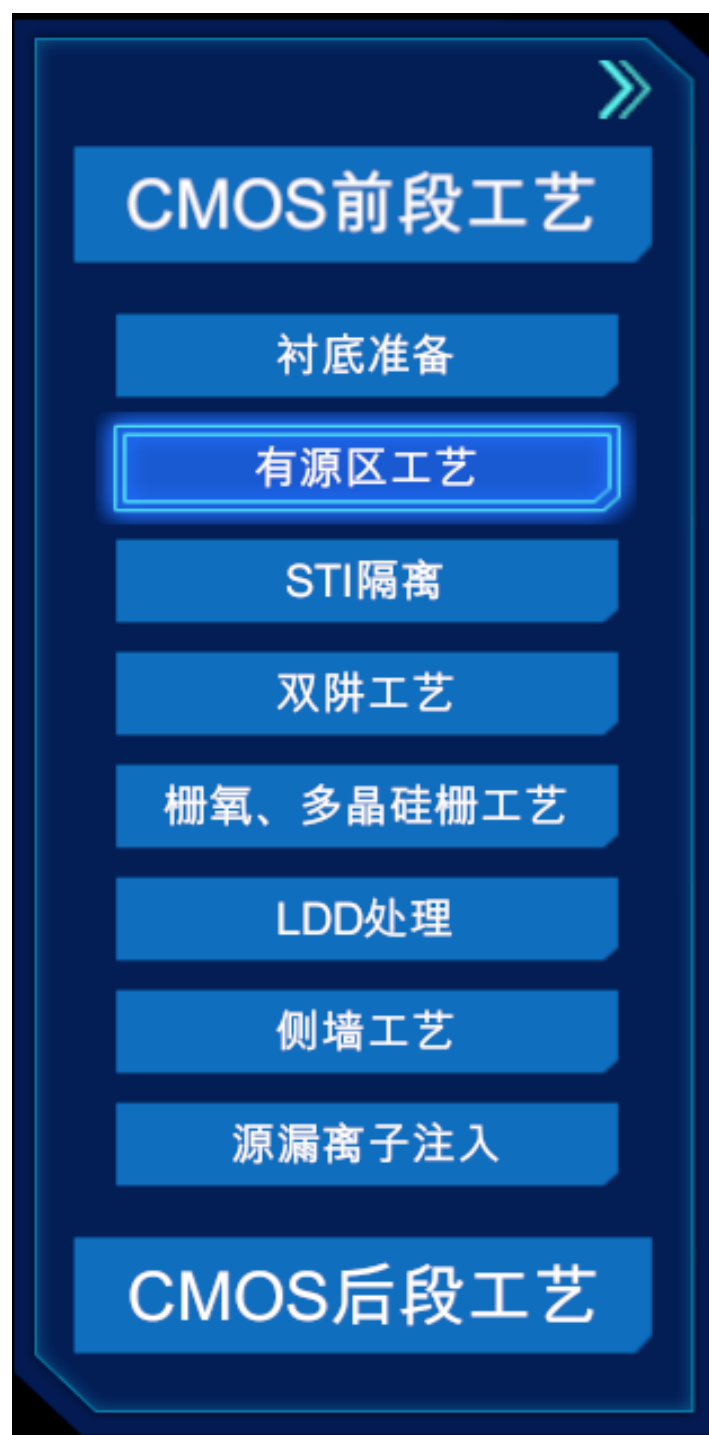 CMOS前段工艺
衬底准备
有源区工艺
STI隔离
双阱工艺
栅氧、多晶硅栅工艺
LDD处理
侧墙工艺
源漏离子注入
CMOS后段工艺